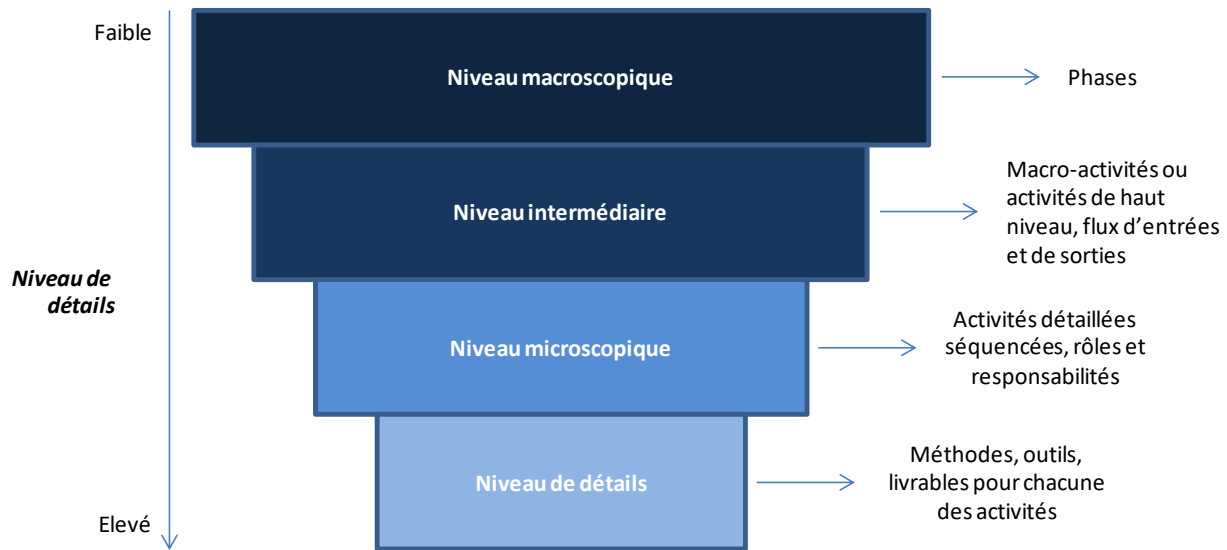 Faible
Niveau macroscopique
Phases
Niveau intermédiaire
Macro-activités ou
activités de haut
niveau, flux d’entrées
et de sorties
Niveau de
détails
Niveau microscopique
Activités détaillées
séquencées, rôles et
responsabilités
Niveau de détails
Méthodes, outils,
livrables pour chacune
des activités
Elevé